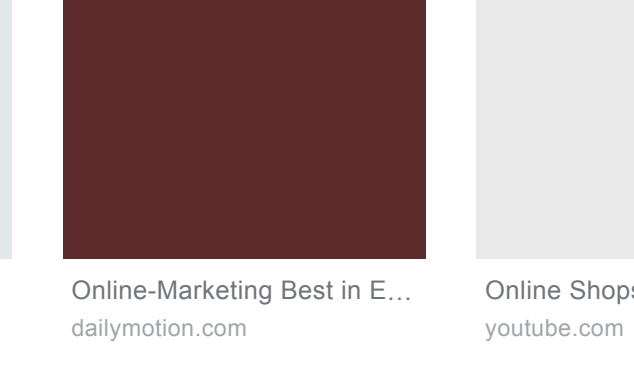 Online-Marketing Best in E...
dailymotion.com
Online Shops
youtube.com